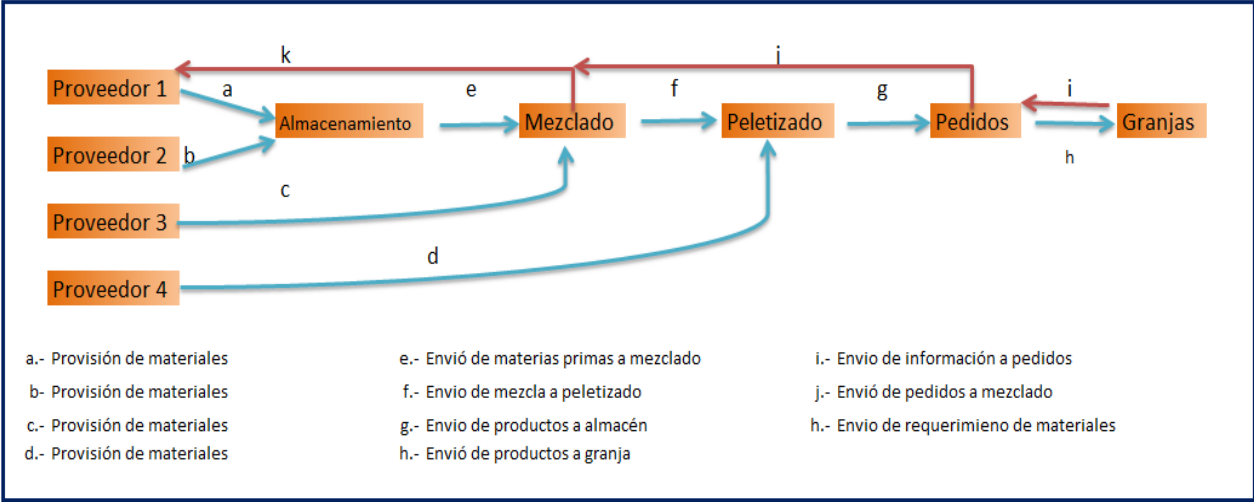 k
j
Proveedor 1
a
e
f
g
i
Almacenamiento
Mezclado
Peletizado
Pedidos
Granjas
Proveedor 2
b
h
c
Proveedor 3
d
Proveedor 4
a.- Provisión de materiales
e.- Envió de materias primas a mezclado
i.- Envio de información a pedidos
b- Provisión de materiales
f.- Envio de mezcla a peletizado
j.- Envió de pedidos a mezclado
c.- Provisión de materiales
g.- Envio de productos a almacén
h.- Envio de requerimieno de materiales
d.- Provisión de materiales
h.- Envió de productos a granja